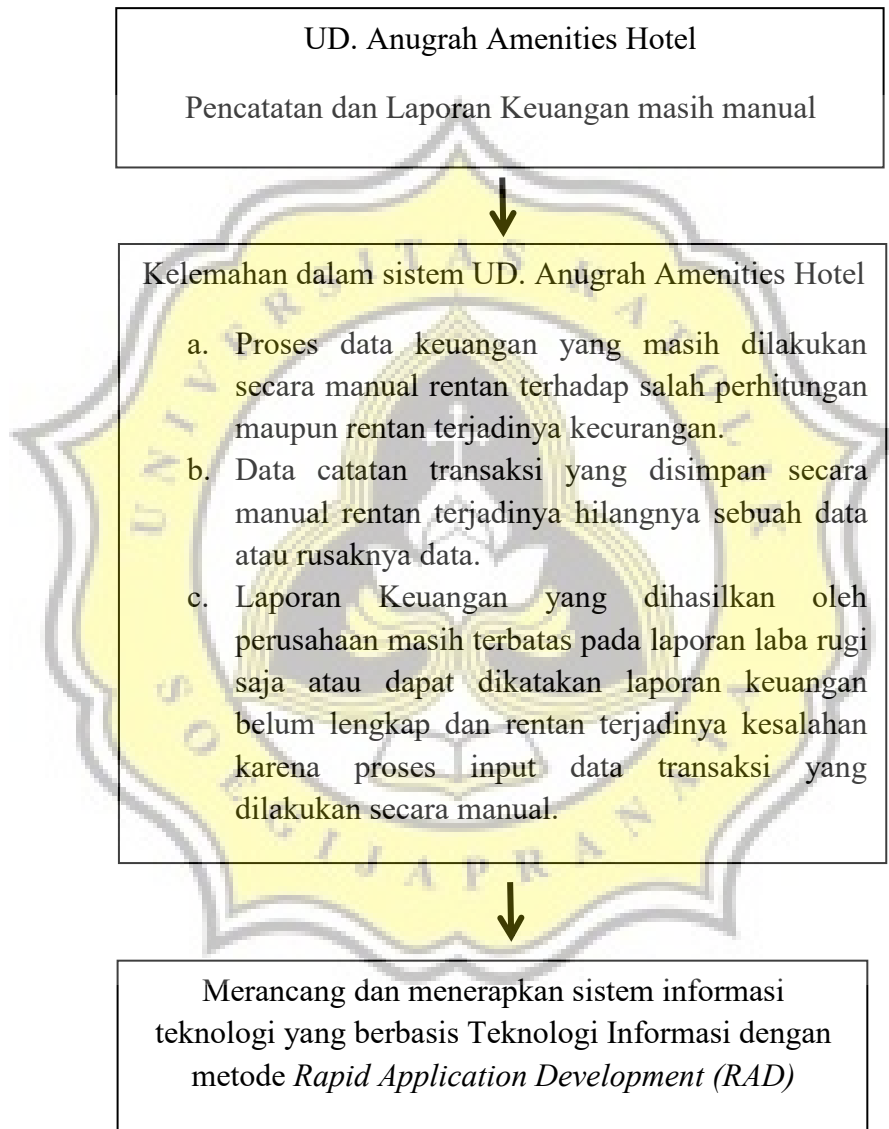 UD. Anugrah Amenities Hotel
Pencatatan dan Laporan Keuangan masih manual
Kelemahan dalam sistem UD. Anugrah Amenities Hotel
a. Proses data keuangan yang masih dilakukan
secara manual rentan terhadap salah perhitungan
maupun rentan terjadinya kecurangan.
b. Data catatan transaksi yang disimpan secara
manual rentan terjadinya hilangnya sebuah data
atau rusaknya data.
c. Laporan Keuangan yang dihasilkan oleh
perusahaan masih terbatas pada laporan laba rugi
saja atau dapat dikatakan laporan keuangan
belum lengkap dan rentan terjadinya kesalahan
karena proses input data transaksi yang
dilakukan secara manual.
Merancang dan menerapkan sistem informasi
teknologi yang berbasis Teknologi Informasi dengan
metode Rapid Application Development (RAD)
UNIVERSITAS KATOLIK
SOEGIJAPRANATA